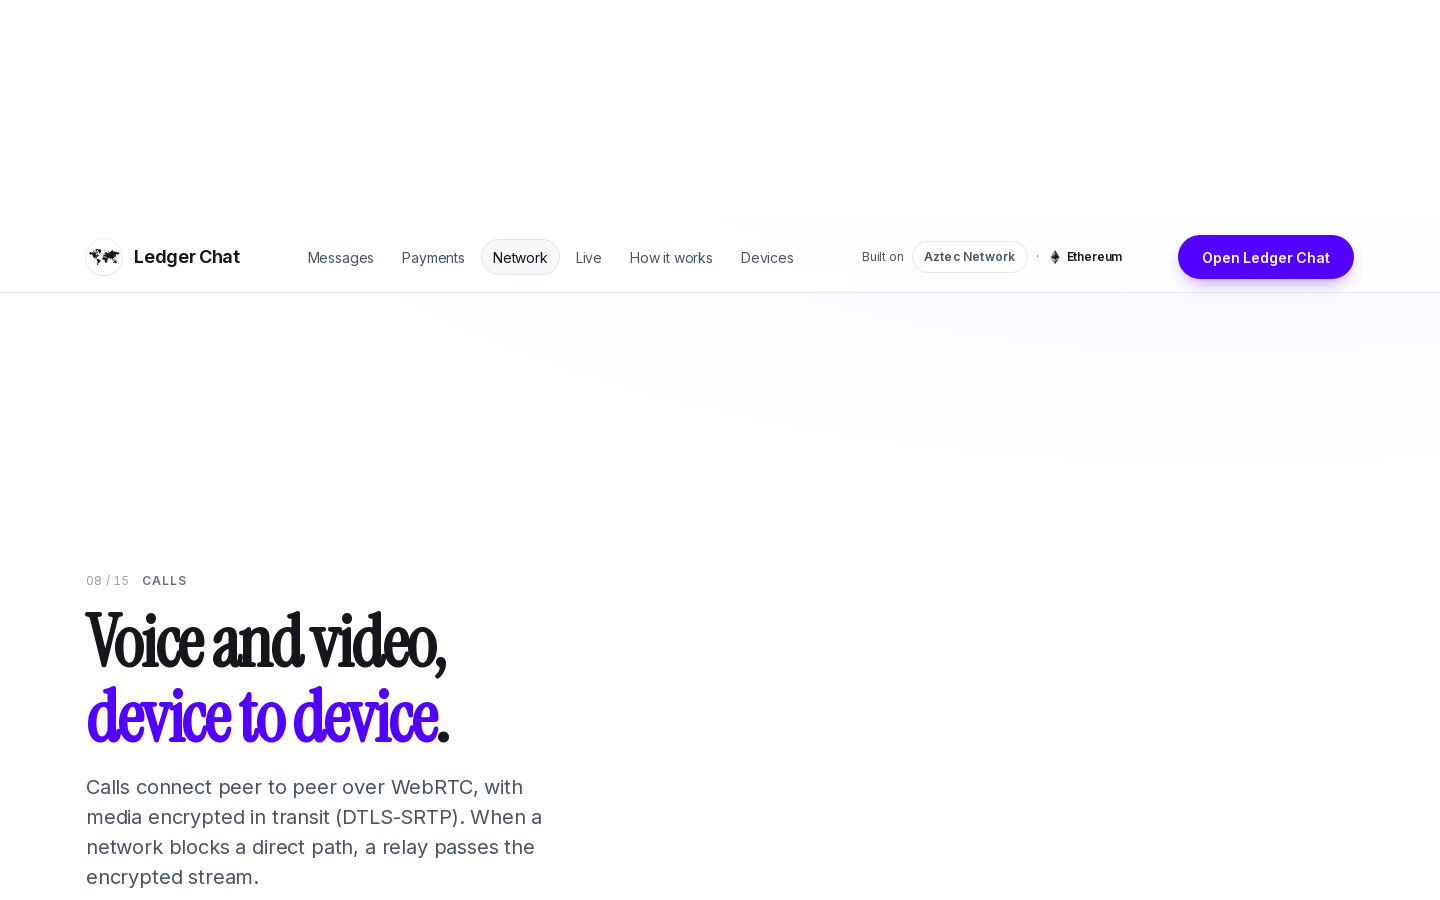 Ledger Chat
Messages Payments Network Live How it works Devices
Built on Aztec Network · Ethereum
Open Ledger Chat
08 / 15 CALLS
Voice and video,
device to device.
Calls connect peer to peer over WebRTC, with
media encrypted in transit (DTLS-SRTP). When a
network blocks a direct path, a relay passes the
encrypted stream.